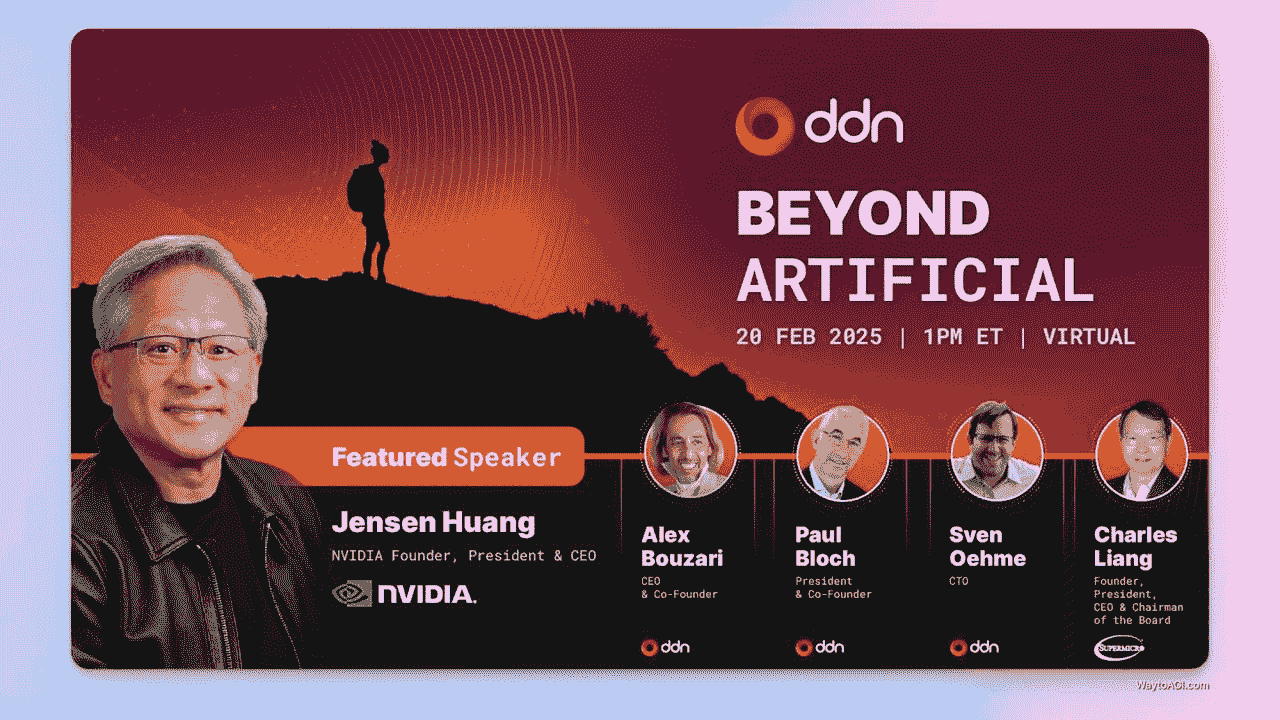 ddn
BEYOND
ARTIFICIAL
20 FEB 2025 | 1PM ET | VIRTUAL
Featured Speaker
Jensen Huang
NVIDIA Founder, President & CEO
NVIDIA.
Alex
Bouzari
CEO
& Co-Founder
ddn
Paul
Bloch
President
& Co-Founder
ddn
Sven
Oehme
CTO
ddn
Charles
Liang
Founder,
President,
CEO & Chairman
of the Board
SUPERMICRO
WaytoAGI.com